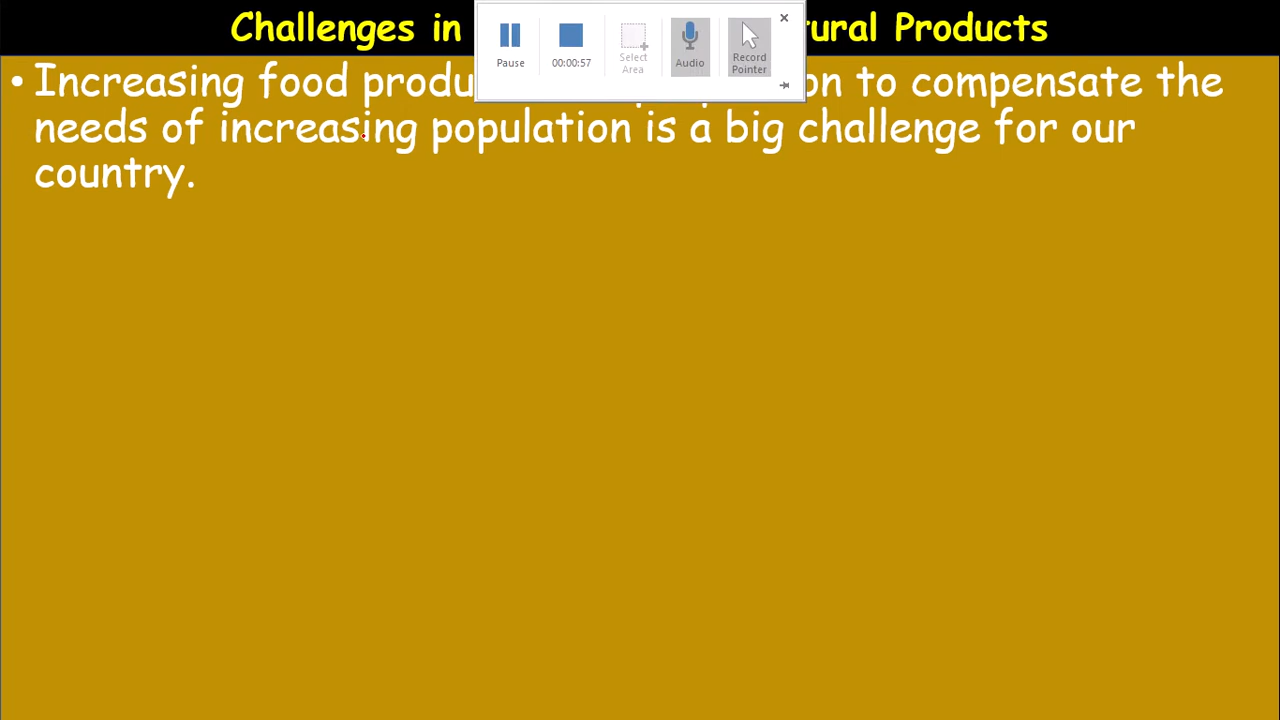 Challenges in ural Products
• Increasing food produ on to compensate the
needs of increasing population is a big challenge for our
country.
Pause
00:00:57
Select
Area
Audio
Record
Pointer